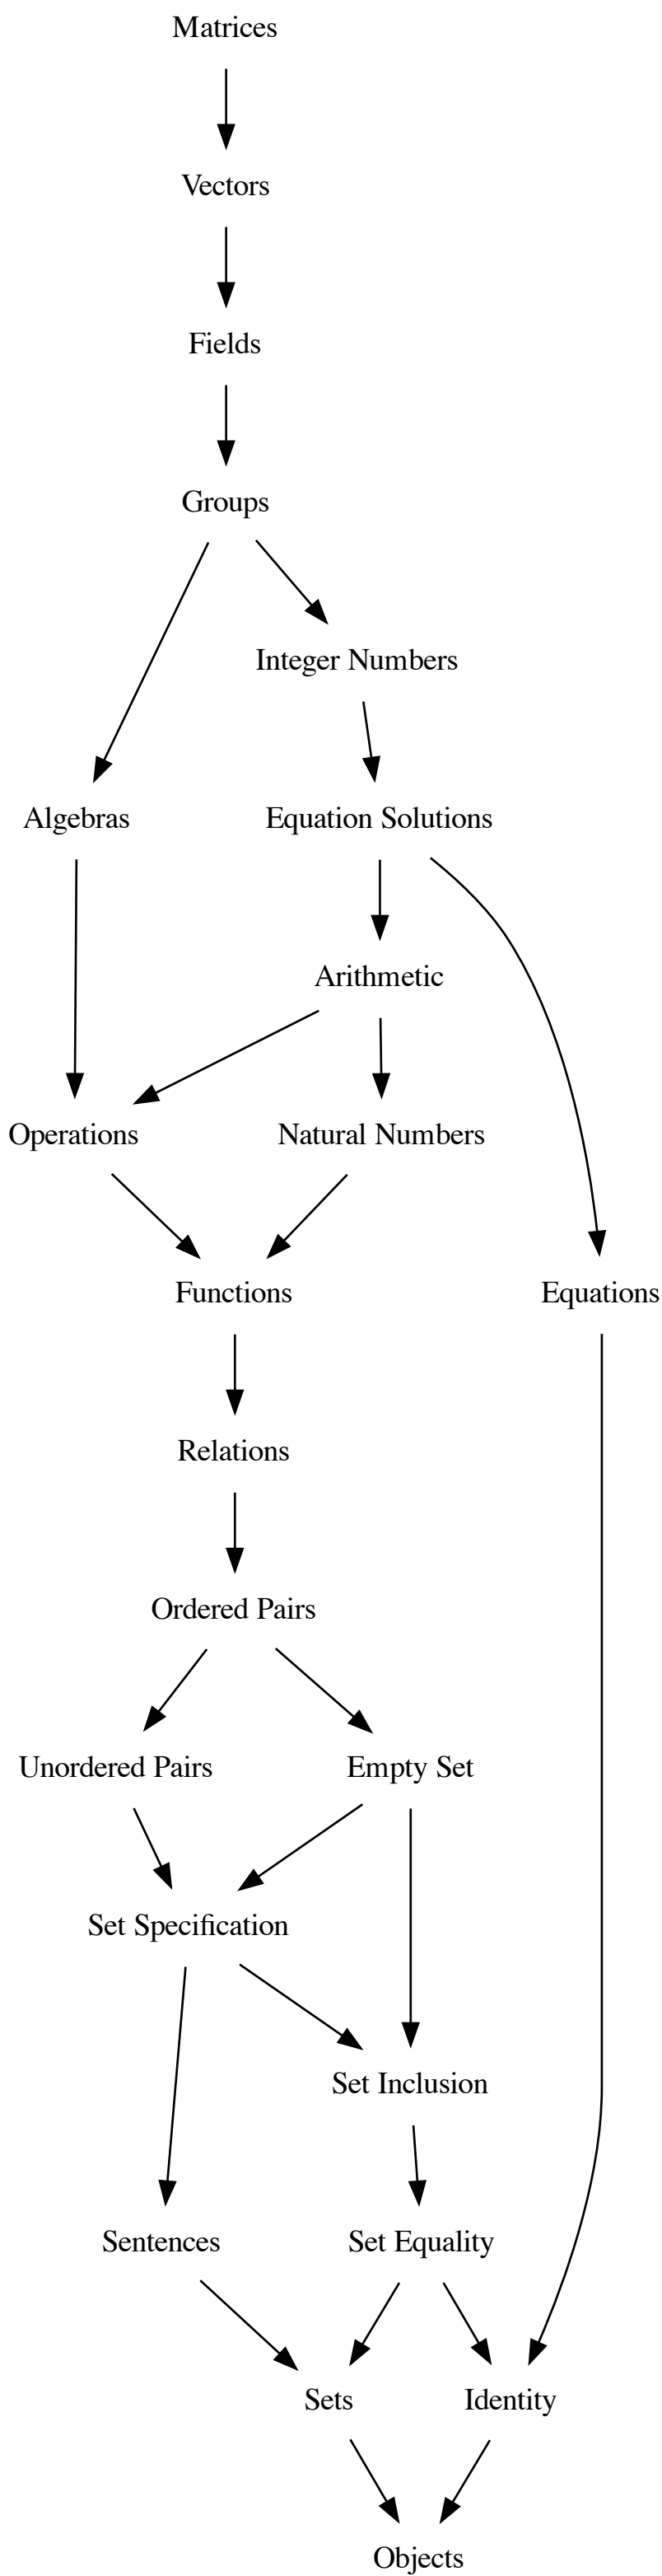 Matrices
Vectors
Fields
Groups
Integer Numbers
Algebras
Equation Solutions
Arithmetic
Operations
Natural Numbers
Functions
Equations
Relations
Ordered Pairs
Unordered Pairs
Empty Set
Set Specification
Set Inclusion
Sentences
Set Equality
Sets
Identity
Objects